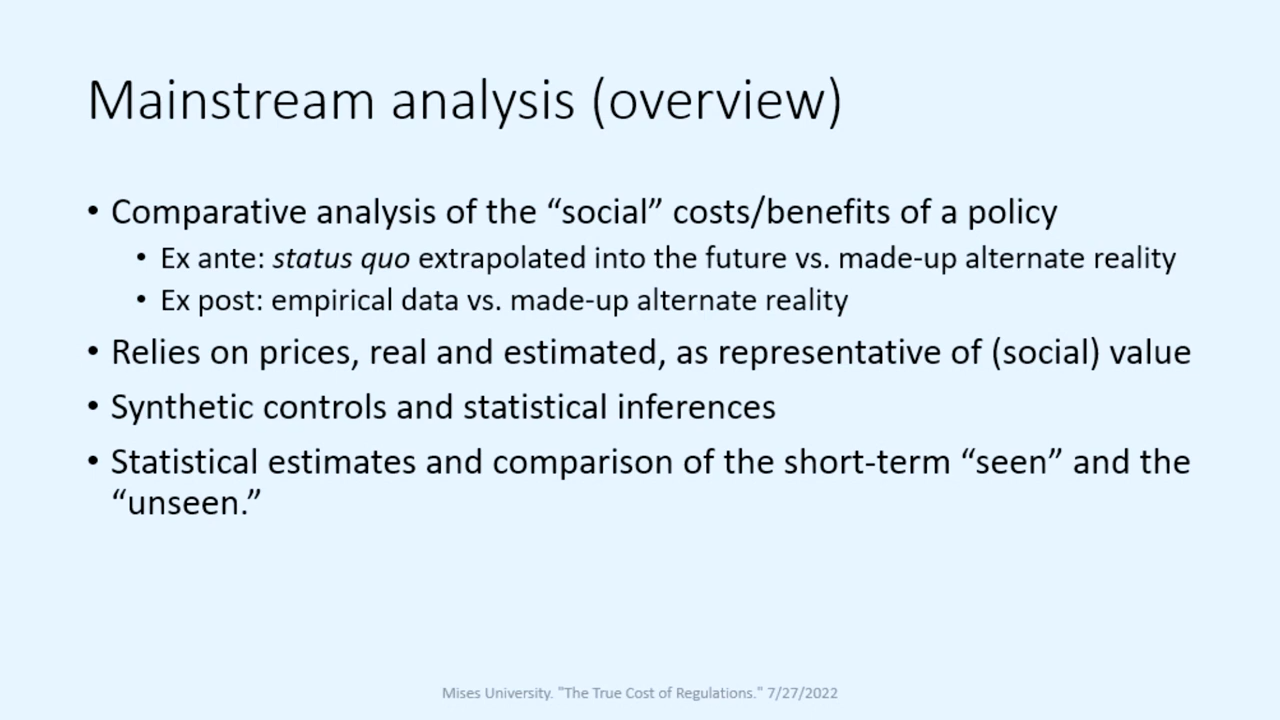 Mainstream analysis (overview)
• Comparative analysis of the “social” costs/benefits of a policy
• Ex ante: status quo extrapolated into the future vs. made-up alternate reality
• Ex post: empirical data vs. made-up alternate reality
• Relies on prices, real and estimated, as representative of (social) value
• Synthetic controls and statistical inferences
• Statistical estimates and comparison of the short-term “seen” and the
“unseen.”
Mises University. "The True Cost of Regulations." 7/27/2022